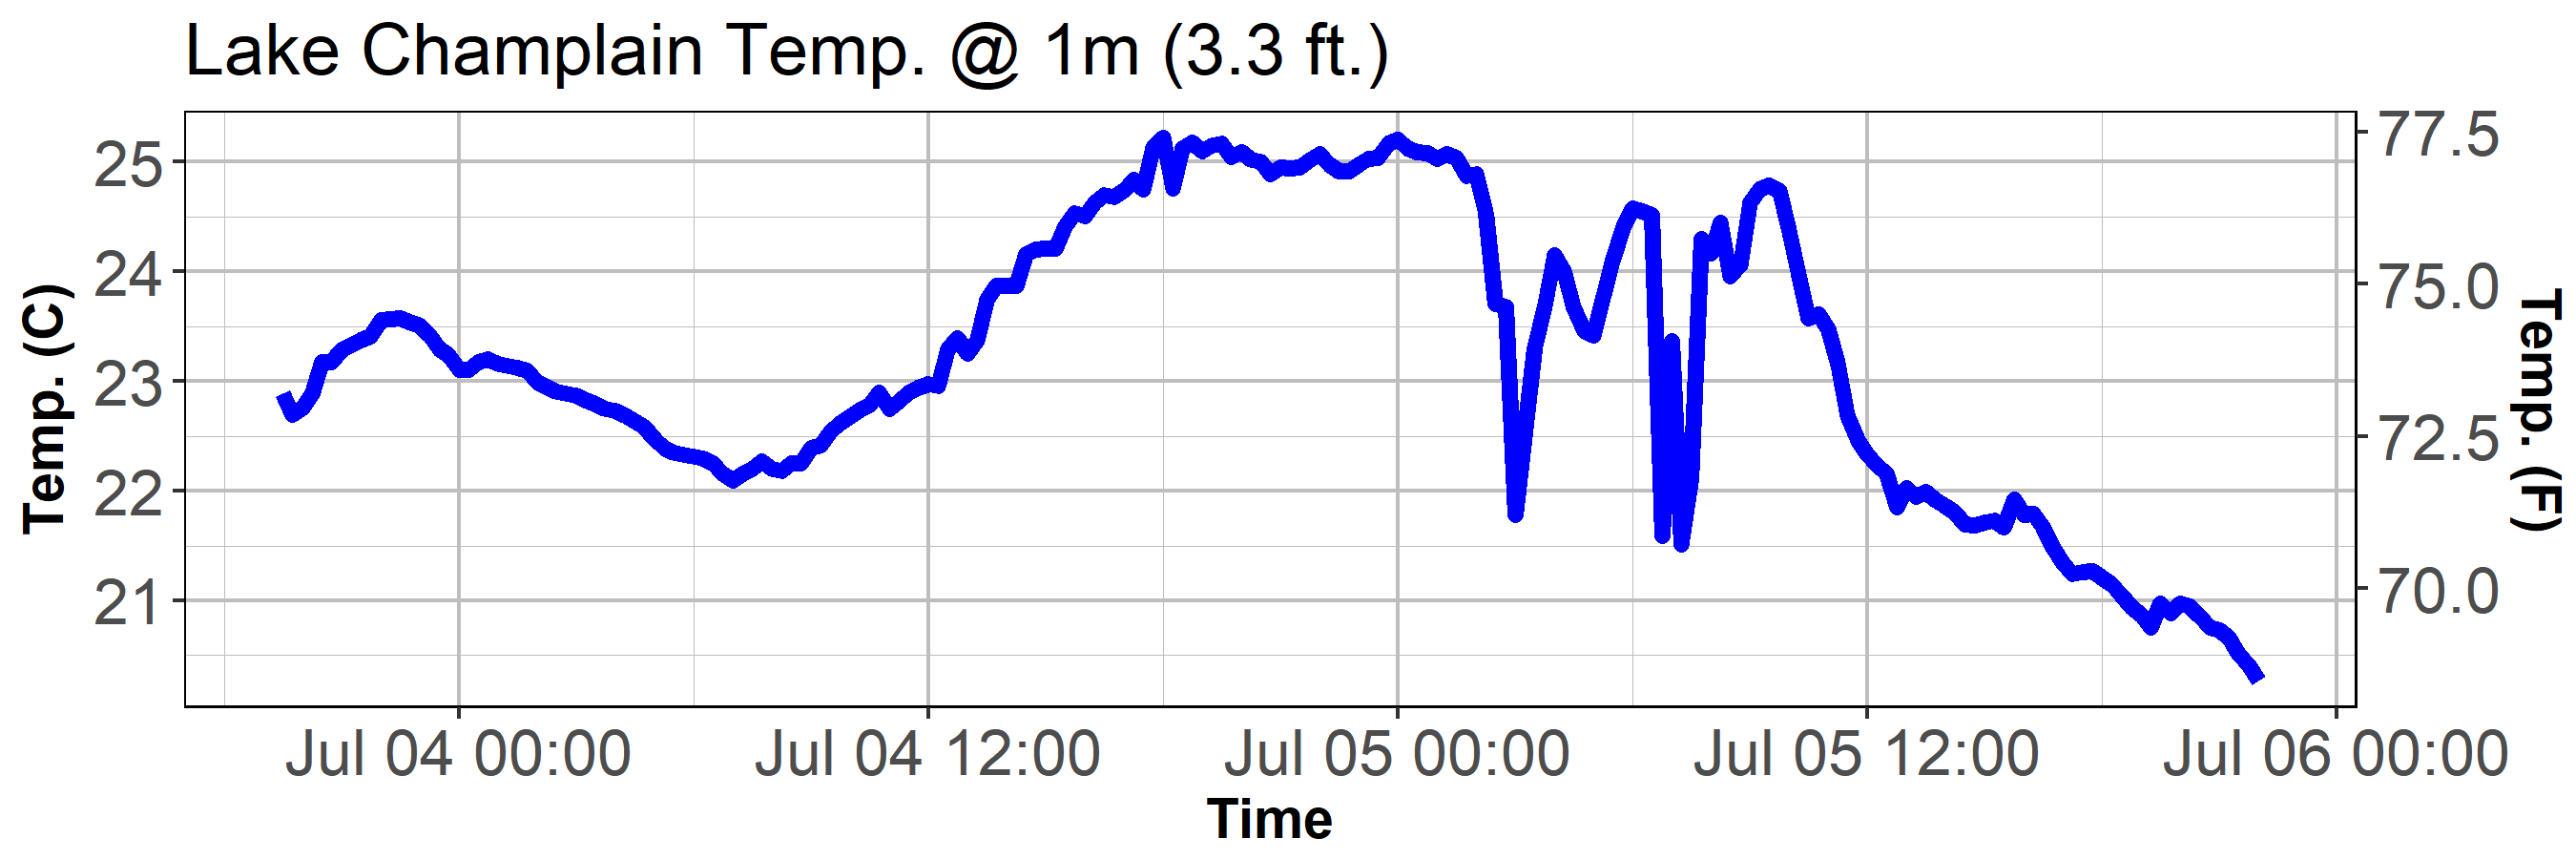 Lake Champlain Temp. @ 1m (3.3 ft.)
Temp. (C)
25
24
23
22
21
77.5
75.0
72.5
70.0
Temp. (F)
Jul 04 00:00
Jul 04 12:00
Jul 05 00:00
Jul 05 12:00
Jul 06 00:00
Time